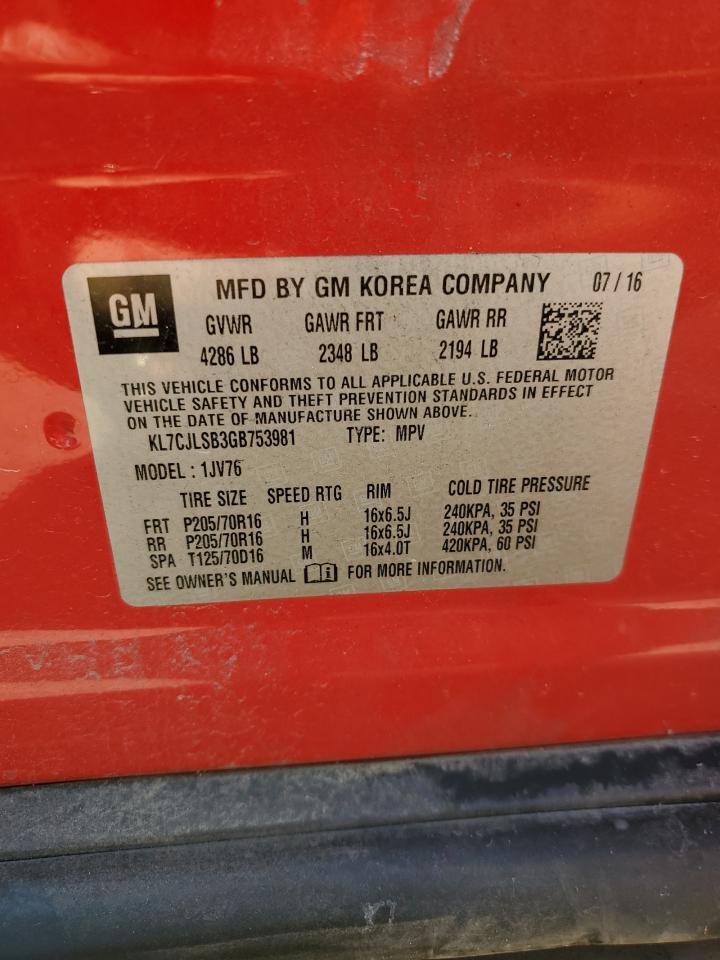 GM
MFD BY GM KOREA COMPANY 07 / 16
GVWR GAWR FRT GAWR RR
4286 LB 2348 LB 2194 LB
THIS VEHICLE CONFORMS TO ALL APPLICABLE U.S. FEDERAL MOTOR
VEHICLE SAFETY AND THEFT PREVENTION STANDARDS IN EFFECT
ON THE DATE OF MANUFACTURE SHOWN ABOVE.
KL7CJLSB3GB753981 TYPE: MPV
MODEL : 1JV76
TIRE SIZE SPEED RTG RIM COLD TIRE PRESSURE
FRT P205/70R16 H 16x6.5J 240KPA, 35 PSI
RR P205/70R16 H 16x6.5J 240KPA, 35 PSI
SPA T125/70D16 M 16x4.0T 420KPA, 60 PSI
SEE OWNER'S MANUAL i FOR MORE INFORMATION.